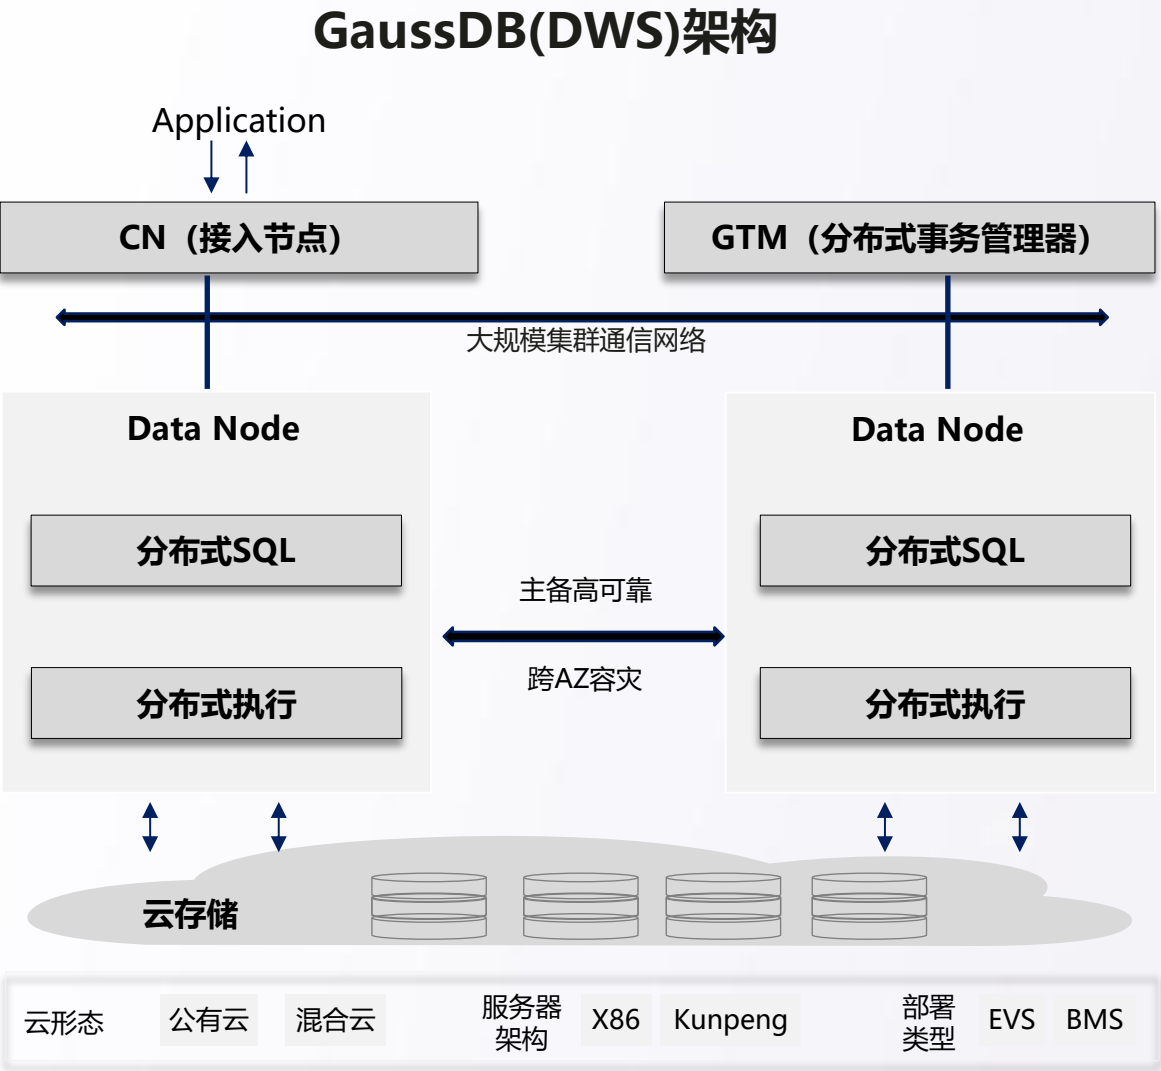 GaussDB(DWS)架构
Application
CN（接入节点）
GTM（分布式事务管理器）
大规模集群通信网络
Data Node
Data Node
分布式SQL
分布式SQL
主备高可靠
跨AZ容灾
分布式执行
分布式执行
云存储
云形态
公有云
混合云
服务器
架构
X86
Kunpeng
部署
类型
EVS
BMS